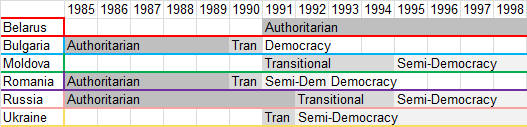 1985 1986 1987 1988 1989 1990 1991 1992 1993 1994 1995 1996 1997 1998
Belarus Authoritarian
Bulgaria Authoritarian Tran Democracy
Moldova Transitional Semi-Democracy
Romania Authoritarian Tran Semi-Dem Democracy
Russia Authoritarian Transitional Semi-Democracy
Ukraine Tran Semi-Democracy